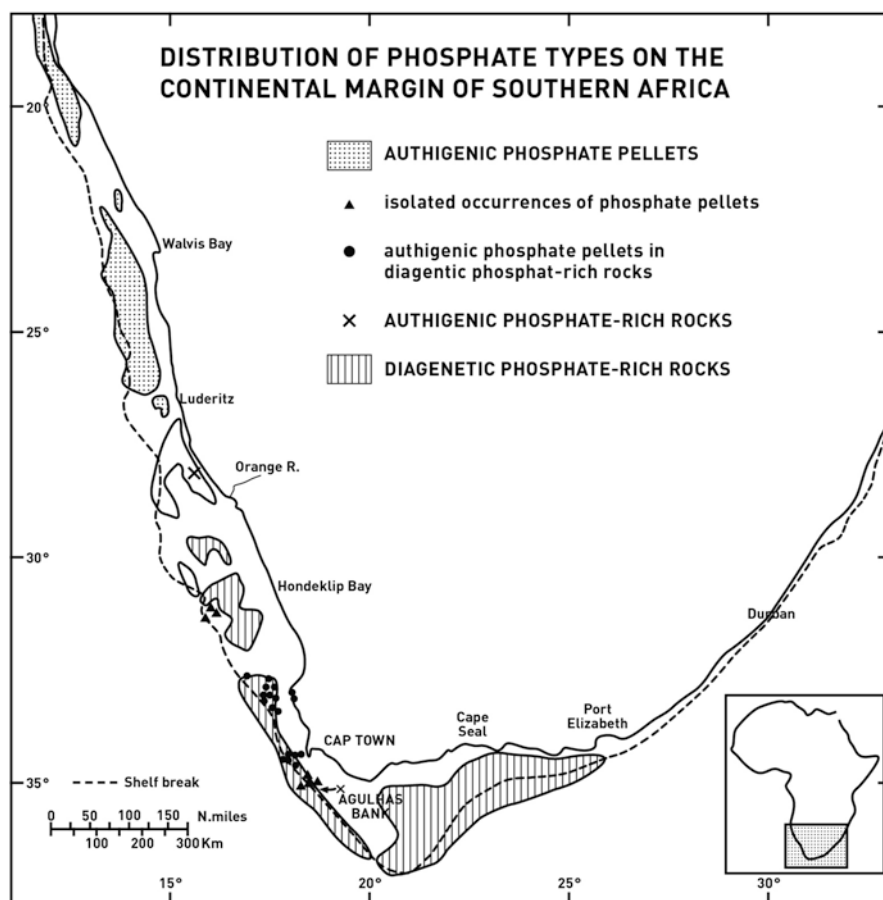 DISTRIBUTION OF PHOSPHATE TYPES ON THE
CONTINENTAL MARGIN OF SOUTHERN AFRICA
AUTHIGENIC PHOSPHATE PELLETS
isolated occurrences of phosphate pellets
authigenic phosphate pellets in
diagentic phosphat-rich rocks
AUTHIGENIC PHOSPHATE-RICH ROCKS
DIAGENETIC PHOSPHATE-RICH ROCKS
20°
Walvis Bay
25°
Luderitz
Orange R.
30°
Hondeklip Bay
Durban
Port
Elizabeth
Cape
Seal
CAP TOWN
35°
AGULHAS
BANK
Shelf break
0 50 100 150 N.miles
100 200 300 Km
15° 20° 25° 30°